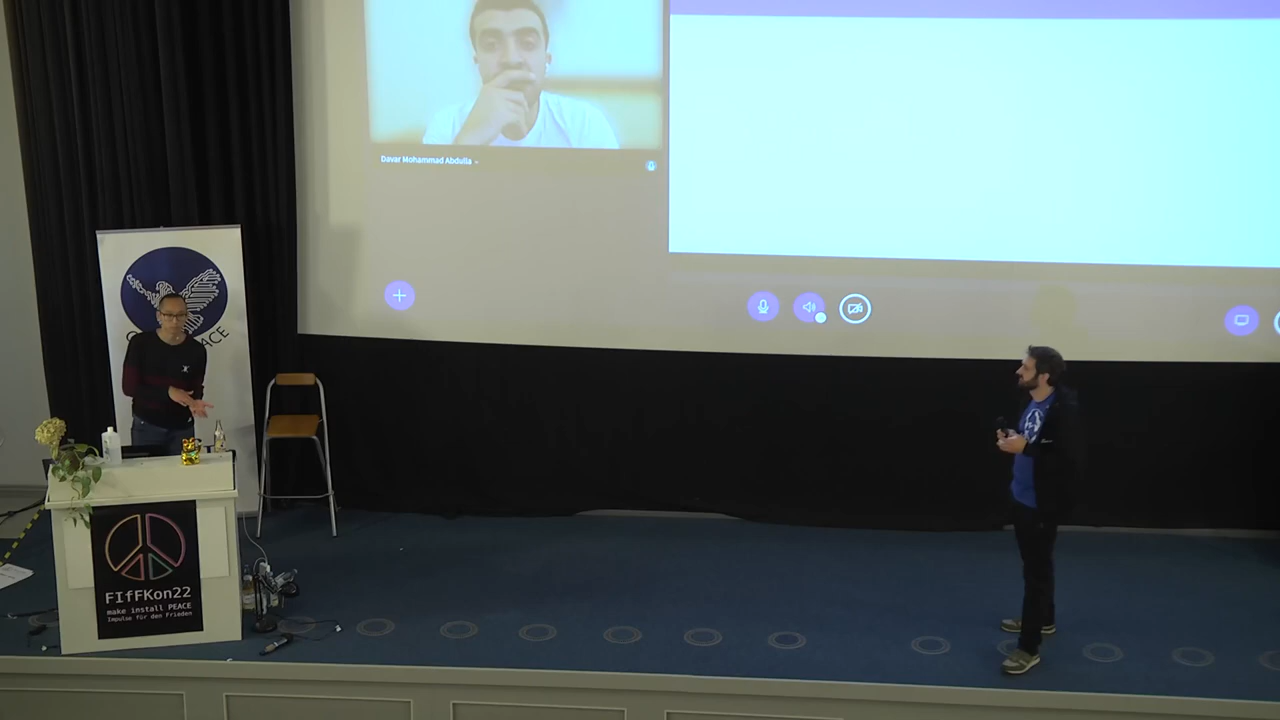 Davar Mohammad Abdulla
FIfFKon22
make install PEACE
Impulse für den Frieden